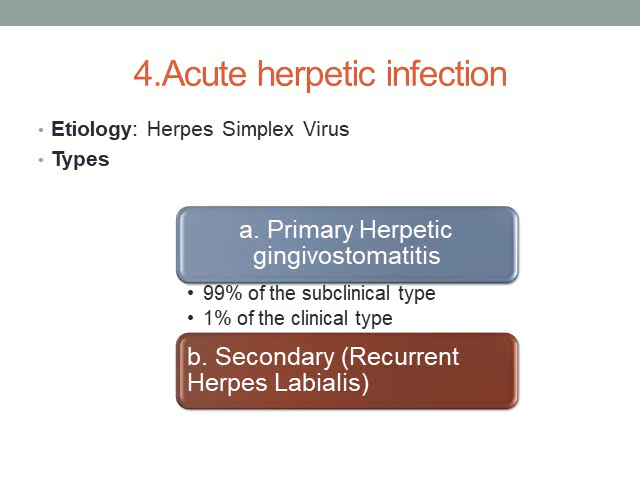 4.Acute herpetic infection
• Etiology: Herpes Simplex Virus
• Types
a. Primary Herpetic
gingivostomatitis
• 99% of the subclinical type
• 1% of the clinical type
b. Secondary (Recurrent
Herpes Labialis)